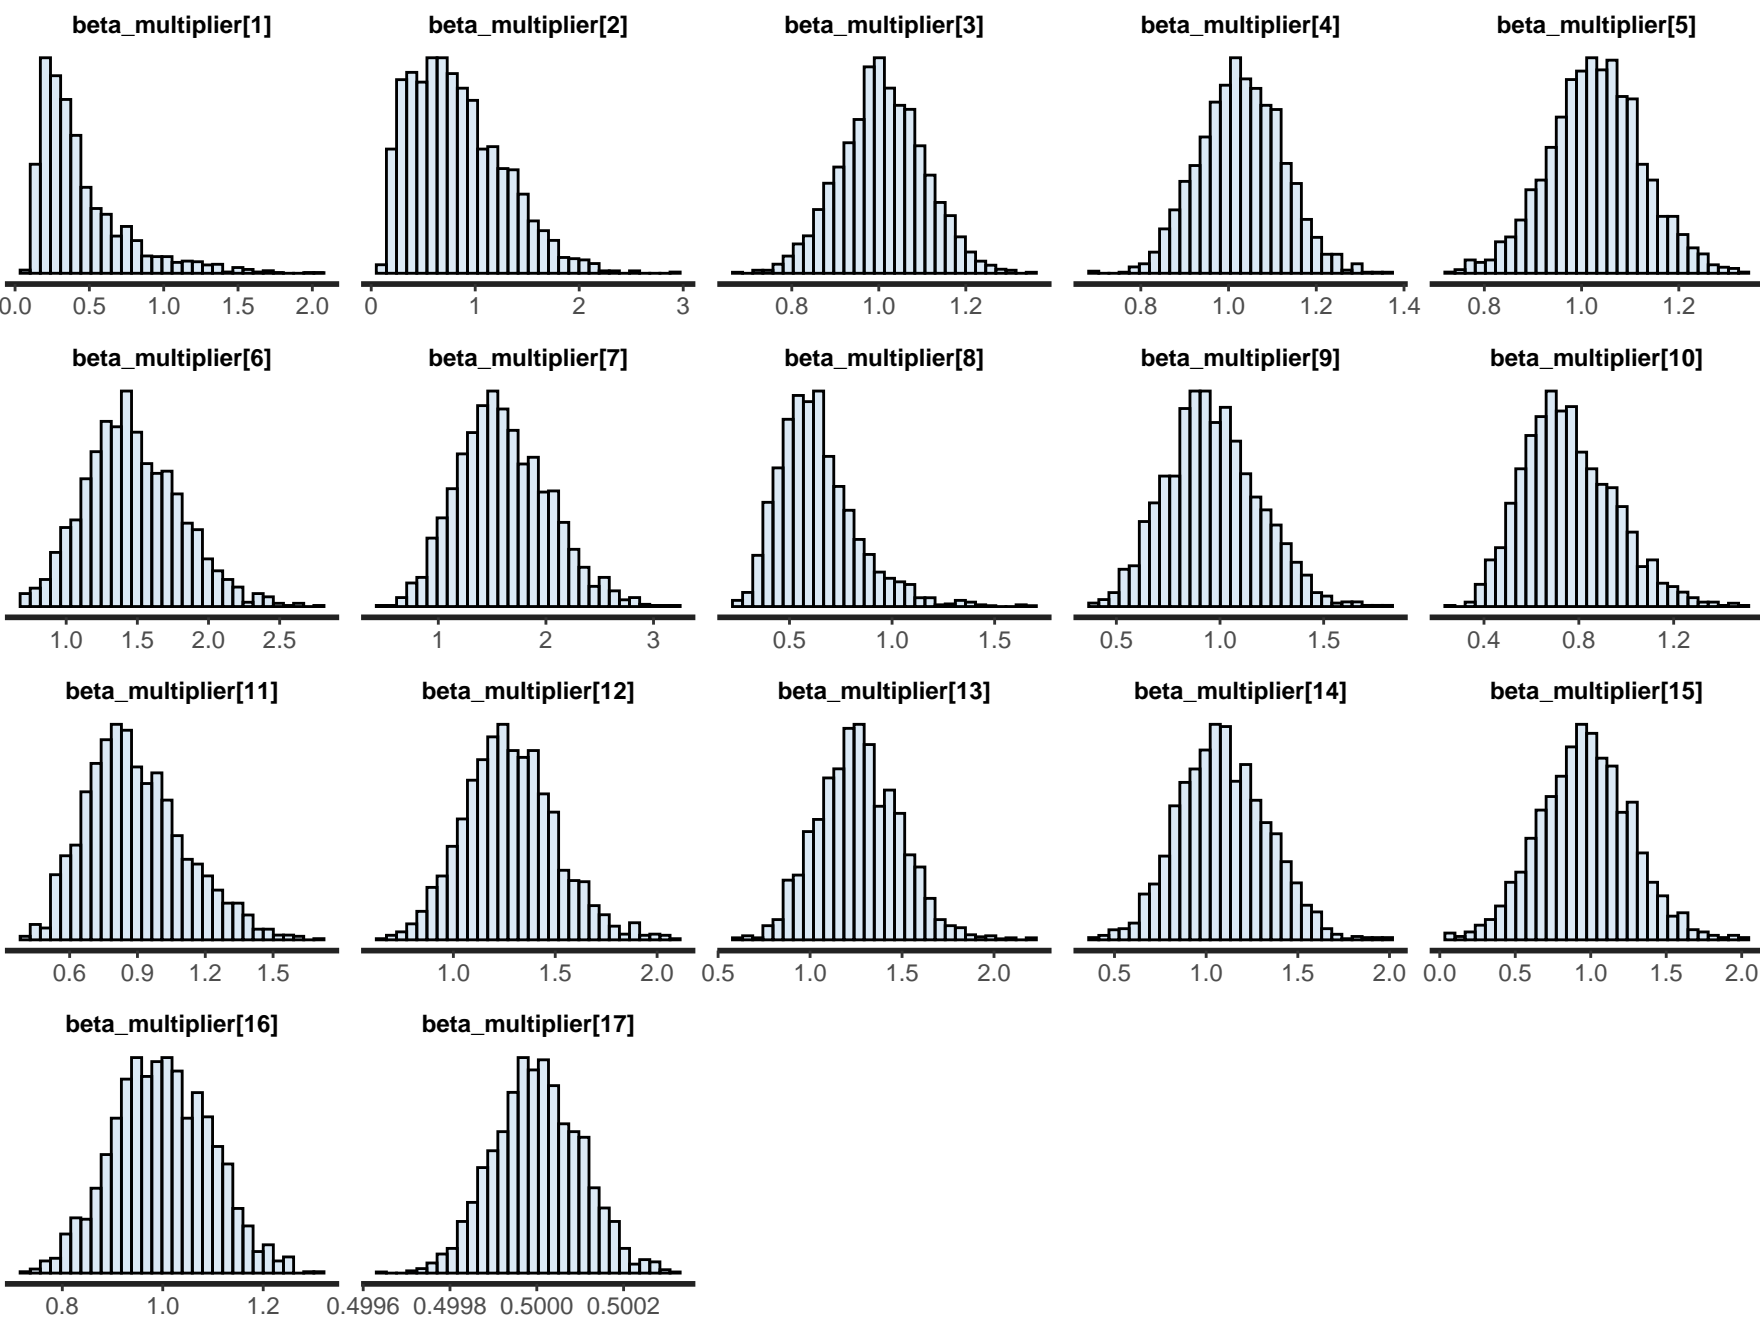 beta_multiplier[1] beta_multiplier[2] beta_multiplier[3] beta_multiplier[4] beta_multiplier[5]
0.0 0.5 1.0 1.5 2.0 0 1 2 3 0.8 1.0 1.2 0.8 1.0 1.2 1.4 0.8 1.0 1.2
beta_multiplier[6] beta_multiplier[7] beta_multiplier[8] beta_multiplier[9] beta_multiplier[10]
1.0 1.5 2.0 2.5 1 2 3 0.5 1.0 1.5 0.5 1.0 1.5 0.4 0.8 1.2
beta_multiplier[11] beta_multiplier[12] beta_multiplier[13] beta_multiplier[14] beta_multiplier[15]
0.6 0.9 1.2 1.5 1.0 1.5 2.0 0.5 1.0 1.5 2.0 0.5 1.0 1.5 2.0 0.0 0.5 1.0 1.5 2.0
beta_multiplier[16] beta_multiplier[17]
0.8 1.0 1.2 0.4996 0.4998 0.5000 0.5002